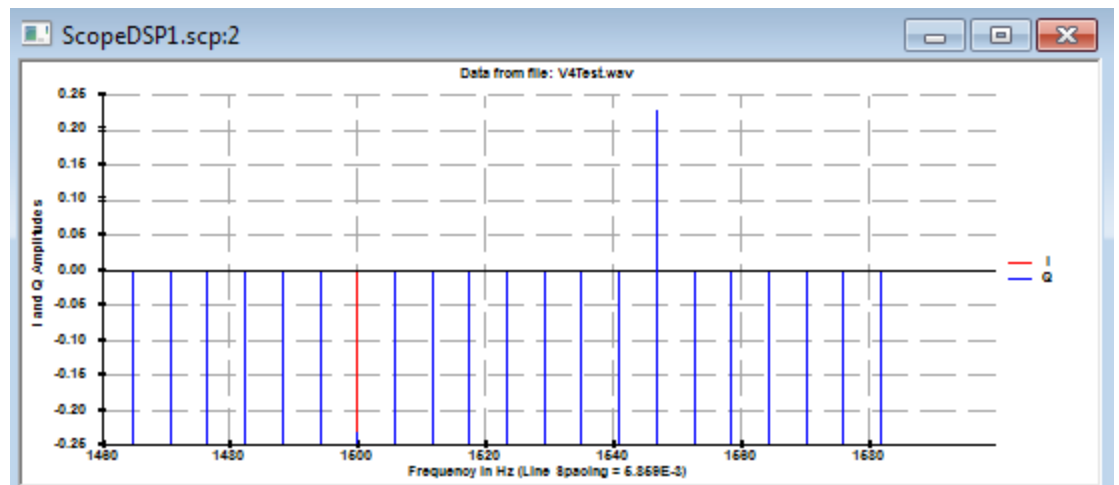 ScopeDSP1.scp:2
Data from file: V4Test.wav
0.25
0.20
0.15
0.10
0.05
0.00
-0.05
-0.10
-0.15
-0.20
-0.25
I and Q Amplitudes
I
Q
1460 1480 1500 1520 1540 1560 1580
Frequency in Hz (Line Spacing = 5.859E-3)